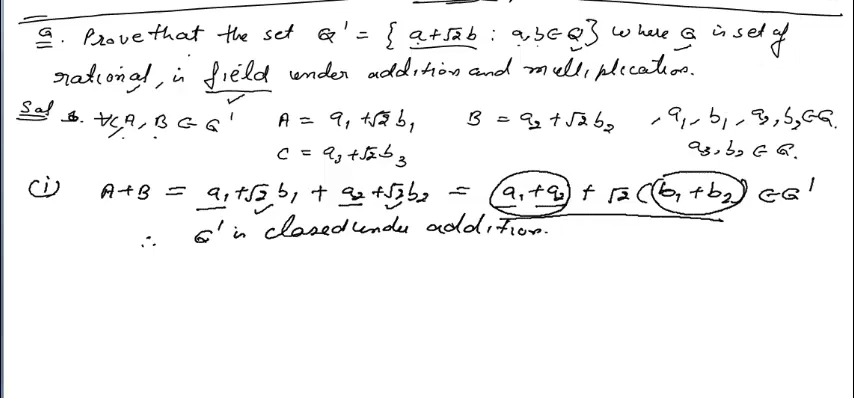 Q. Prove that the set Q' = { a+√2b : a,b∈Q} where Q is set of
rational, is field under addition and multiplication.
Sol. ∀ C, A, B ∈ Q' A = a₁ + √2 b₁ B = a₂ + √2 b₂ , a₁, b₁, a₂, b₂ ∈ Q.
C = a₃ + √2 b₃ a₃, b₃ ∈ Q.
(i) A+B = a₁+√2 b₁ + a₂+√2 b₂ = (a₁+a₂) + √2 (b₁+b₂) ∈ Q'
∴ Q' is closed under addition.